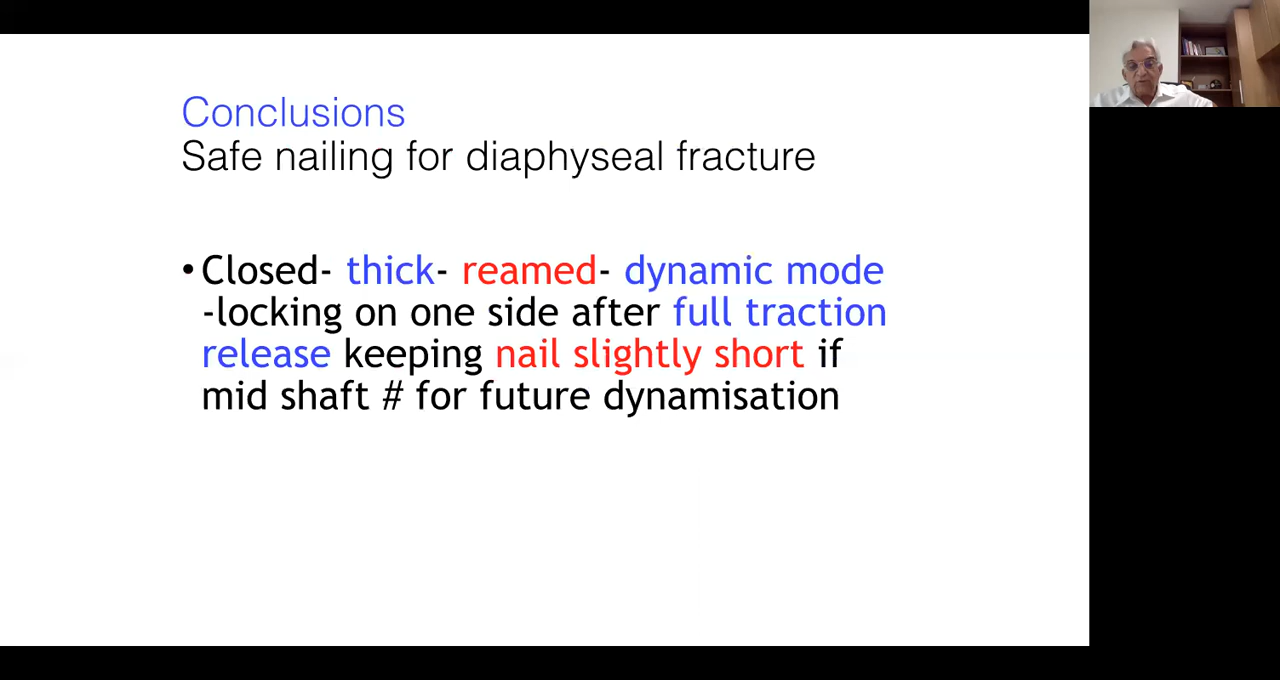 Conclusions
Safe nailing for diaphyseal fracture
• Closed- thick- reamed- dynamic mode
-locking on one side after full traction
release keeping nail slightly short if
mid shaft # for future dynamisation